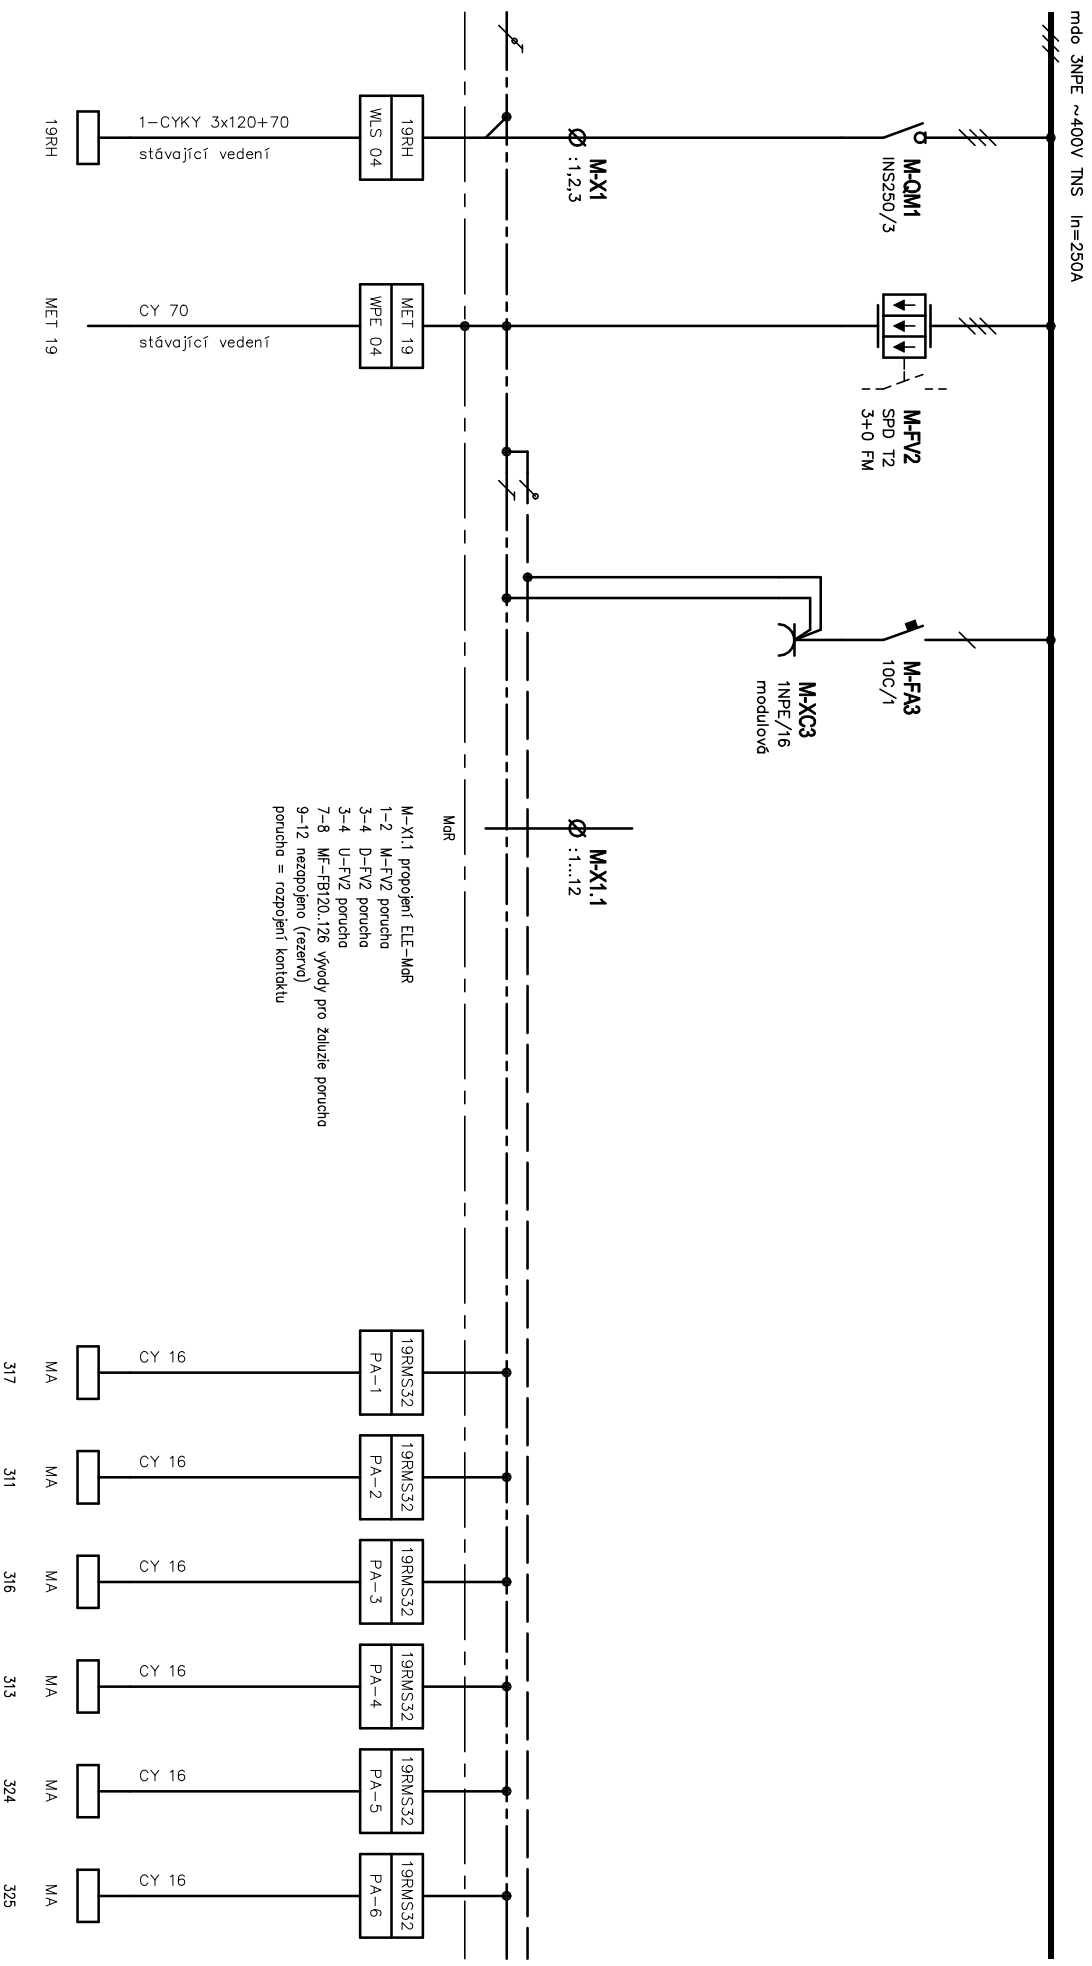 mdo 3NPE ~400V TNS In=250A
M-QM1
INS250/3
M-FV2
SPD T2
3+0 FM
M-FA3
10C/1
M-XC3
1NPE/16
modulová
M-X1
:1,2,3
M-X1.1
:1...12
MaR
M-X1.1 propojení ELE-MaR
1-2 M-FV2 porucha
3-4 D-FV2 porucha
3-4 U-FV2 porucha
7-8 MF-FB120..126 vývody pro žaluzie porucha
9-12 nezapojeno (rezerva)
porucha = rozpojení kontaktu
19RH
WLS 04
1-CYKY 3x120+70
stávající vedení
19RH
MET 19
WPE 04
CY 70
stávající vedení
MET 19
19RMS32
PA-1
CY 16
MA
317
19RMS32
PA-2
CY 16
MA
311
19RMS32
PA-3
CY 16
MA
316
19RMS32
PA-4
CY 16
MA
313
19RMS32
PA-5
CY 16
MA
324
19RMS32
PA-6
CY 16
MA
325